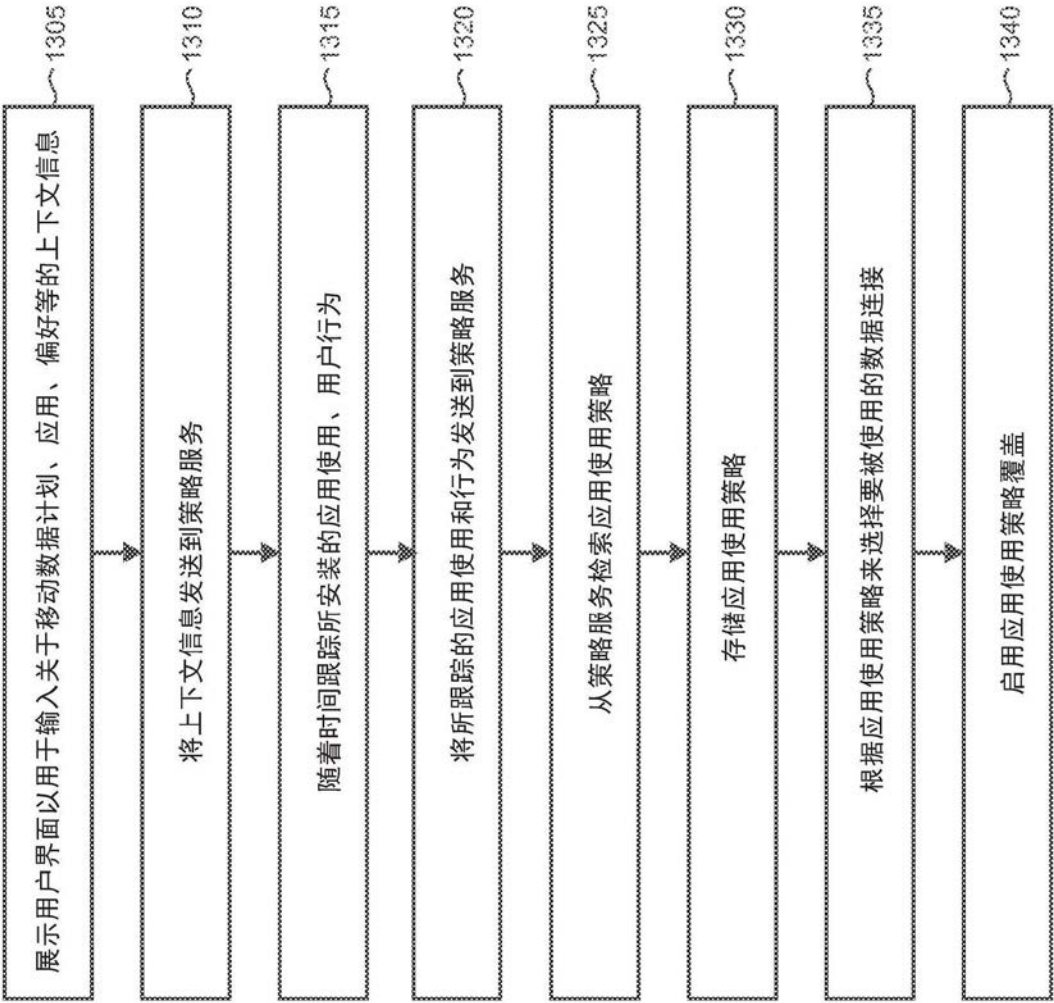 展示用户界面以用于输入关于移动数据计划、应用、偏好等的上下文信息
1305
将上下文信息发送到策略服务
1310
随着时间跟踪所安装的应用使用、用户行为
1315
将所跟踪的应用使用和行为发送到策略服务
1320
从策略服务检索应用使用策略
1325
存储应用使用策略
1330
根据应用使用策略来选择要被使用的数据连接
1335
启用应用使用策略覆盖
1340